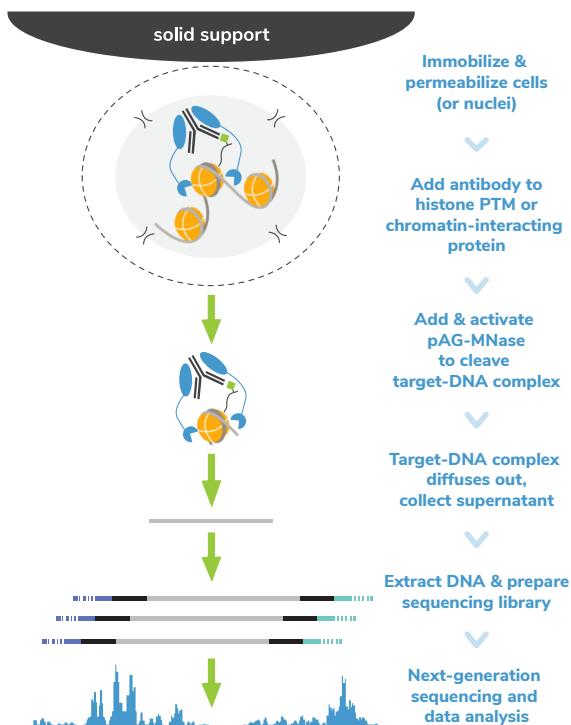 solid support
Immobilize &
permeabilize cells
(or nuclei)
Add antibody to
histone PTM or
chromatin-interacting
protein
Add & activate
pAG-MNase
to cleave
target-DNA complex
Target-DNA complex
diffuses out,
collect supernatant
Extract DNA & prepare
sequencing library
Next-generation
sequencing and
data analysis